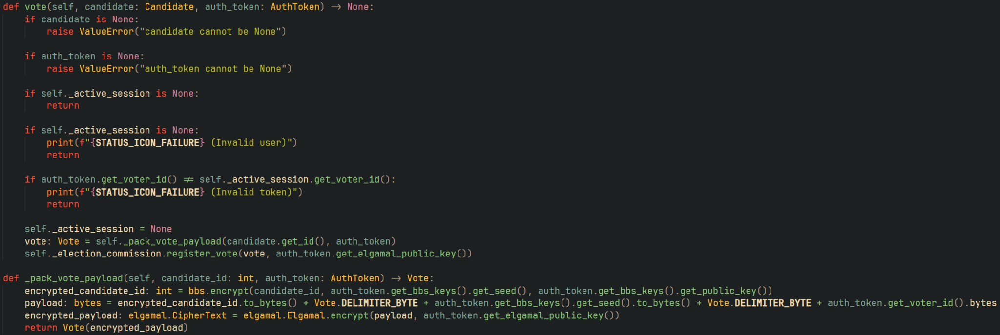 def vote(self, candidate: Candidate, auth_token: AuthToken) → None:
    if candidate is None:
        raise ValueError("candidate cannot be None")

    if auth_token is None:
        raise ValueError("auth_token cannot be None")

    if self._active_session is None:
        return

    if self._active_session is None:
        print(f"{STATUS_ICON_FAILURE} (Invalid user)")
        return

    if auth_token.get_voter_id() ≠ self._active_session.get_voter_id():
        print(f"{STATUS_ICON_FAILURE} (Invalid token)")
        return

    self._active_session = None
    vote: Vote = self._pack_vote_payload(candidate.get_id(), auth_token)
    self._election_commission.register_vote(vote, auth_token.get_elgamal_public_key())

def _pack_vote_payload(self, candidate_id: int, auth_token: AuthToken) → Vote:
    encrypted_candidate_id: int = bbs.encrypt(candidate_id, auth_token.get_bbs_keys().get_seed(), auth_token.get_bbs_keys().get_public_key())
    payload: bytes = encrypted_candidate_id.to_bytes() + Vote.DELIMITER_BYTE + auth_token.get_bbs_keys().get_seed().to_bytes() + Vote.DELIMITER_BYTE + auth_token.get_voter_id().bytes
    encrypted_payload: elgamal.CipherText = elgamal.Elgamal.encrypt(payload, auth_token.get_elgamal_public_key())
    return Vote(encrypted_payload)